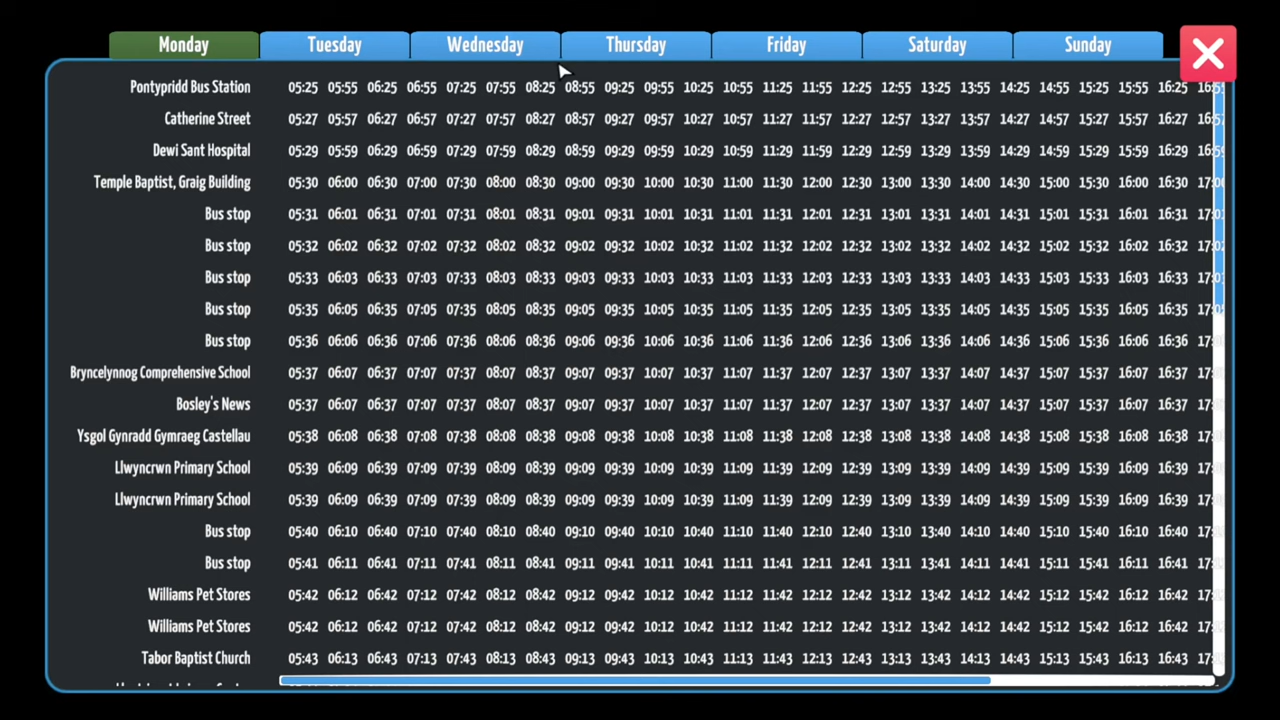 Monday Tuesday Wednesday Thursday Friday Saturday Sunday
Pontypridd Bus Station 05:25 05:55 06:25 06:55 07:25 07:55 08:25 08:55 09:25 09:55 10:25 10:55 11:25 11:55 12:25 12:55 13:25 13:55 14:25 14:55 15:25 15:55 16:25
Catherine Street 05:27 05:57 06:27 06:57 07:27 07:57 08:27 08:57 09:27 09:57 10:27 10:57 11:27 11:57 12:27 12:57 13:27 13:57 14:27 14:57 15:27 15:57 16:27
Dewi Sant Hospital 05:29 05:59 06:29 06:59 07:29 07:59 08:29 08:59 09:29 09:59 10:29 10:59 11:29 11:59 12:29 12:59 13:29 13:59 14:29 14:59 15:29 15:59 16:29
Temple Baptist, Graig Building 05:30 06:00 06:30 07:00 07:30 08:00 08:30 09:00 09:30 10:00 10:30 11:00 11:30 12:00 12:30 13:00 13:30 14:00 14:30 15:00 15:30 16:00 16:30
Bus stop 05:31 06:01 06:31 07:01 07:31 08:01 08:31 09:01 09:31 10:01 10:31 11:01 11:31 12:01 12:31 13:01 13:31 14:01 14:31 15:01 15:31 16:01 16:31
Bus stop 05:32 06:02 06:32 07:02 07:32 08:02 08:32 09:02 09:32 10:02 10:32 11:02 11:32 12:02 12:32 13:02 13:32 14:02 14:32 15:02 15:32 16:02 16:32
Bus stop 05:33 06:03 06:33 07:03 07:33 08:03 08:33 09:03 09:33 10:03 10:33 11:03 11:33 12:03 12:33 13:03 13:33 14:03 14:33 15:03 15:33 16:03 16:33
Bus stop 05:35 06:05 06:35 07:05 07:35 08:05 08:35 09:05 09:35 10:05 10:35 11:05 11:35 12:05 12:35 13:05 13:35 14:05 14:35 15:05 15:35 16:05 16:35
Bus stop 05:36 06:06 06:36 07:06 07:36 08:06 08:36 09:06 09:36 10:06 10:36 11:06 11:36 12:06 12:36 13:06 13:36 14:06 14:36 15:06 15:36 16:06 16:36
Bryncelynnog Comprehensive School 05:37 06:07 06:37 07:07 07:37 08:07 08:37 09:07 09:37 10:07 10:37 11:07 11:37 12:07 12:37 13:07 13:37 14:07 14:37 15:07 15:37 16:07 16:37
Bosley's News 05:37 06:07 06:37 07:07 07:37 08:07 08:37 09:07 09:37 10:07 10:37 11:07 11:37 12:07 12:37 13:07 13:37 14:07 14:37 15:07 15:37 16:07 16:37
Ysgol Gynradd Gymraeg Castellau 05:38 06:08 06:38 07:08 07:38 08:08 08:38 09:08 09:38 10:08 10:38 11:08 11:38 12:08 12:38 13:08 13:38 14:08 14:38 15:08 15:38 16:08 16:38
Llwyncrwn Primary School 05:39 06:09 06:39 07:09 07:39 08:09 08:39 09:09 09:39 10:09 10:39 11:09 11:39 12:09 12:39 13:09 13:39 14:09 14:39 15:09 15:39 16:09 16:39
Llwyncrwn Primary School 05:39 06:09 06:39 07:09 07:39 08:09 08:39 09:09 09:39 10:09 10:39 11:09 11:39 12:09 12:39 13:09 13:39 14:09 14:39 15:09 15:39 16:09 16:39
Bus stop 05:40 06:10 06:40 07:10 07:40 08:10 08:40 09:10 09:40 10:10 10:40 11:10 11:40 12:10 12:40 13:10 13:40 14:10 14:40 15:10 15:40 16:10 16:40
Bus stop 05:41 06:11 06:41 07:11 07:41 08:11 08:41 09:11 09:41 10:11 10:41 11:11 11:41 12:11 12:41 13:11 13:41 14:11 14:41 15:11 15:41 16:11 16:41
Williams Pet Stores 05:42 06:12 06:42 07:12 07:42 08:12 08:42 09:12 09:42 10:12 10:42 11:12 11:42 12:12 12:42 13:12 13:42 14:12 14:42 15:12 15:42 16:12 16:42
Williams Pet Stores 05:42 06:12 06:42 07:12 07:42 08:12 08:42 09:12 09:42 10:12 10:42 11:12 11:42 12:12 12:42 13:12 13:42 14:12 14:42 15:12 15:42 16:12 16:42
Tabor Baptist Church 05:43 06:13 06:43 07:13 07:43 08:13 08:43 09:13 09:43 10:13 10:43 11:13 11:43 12:13 12:43 13:13 13:43 14:13 14:43 15:13 15:43 16:13 16:43